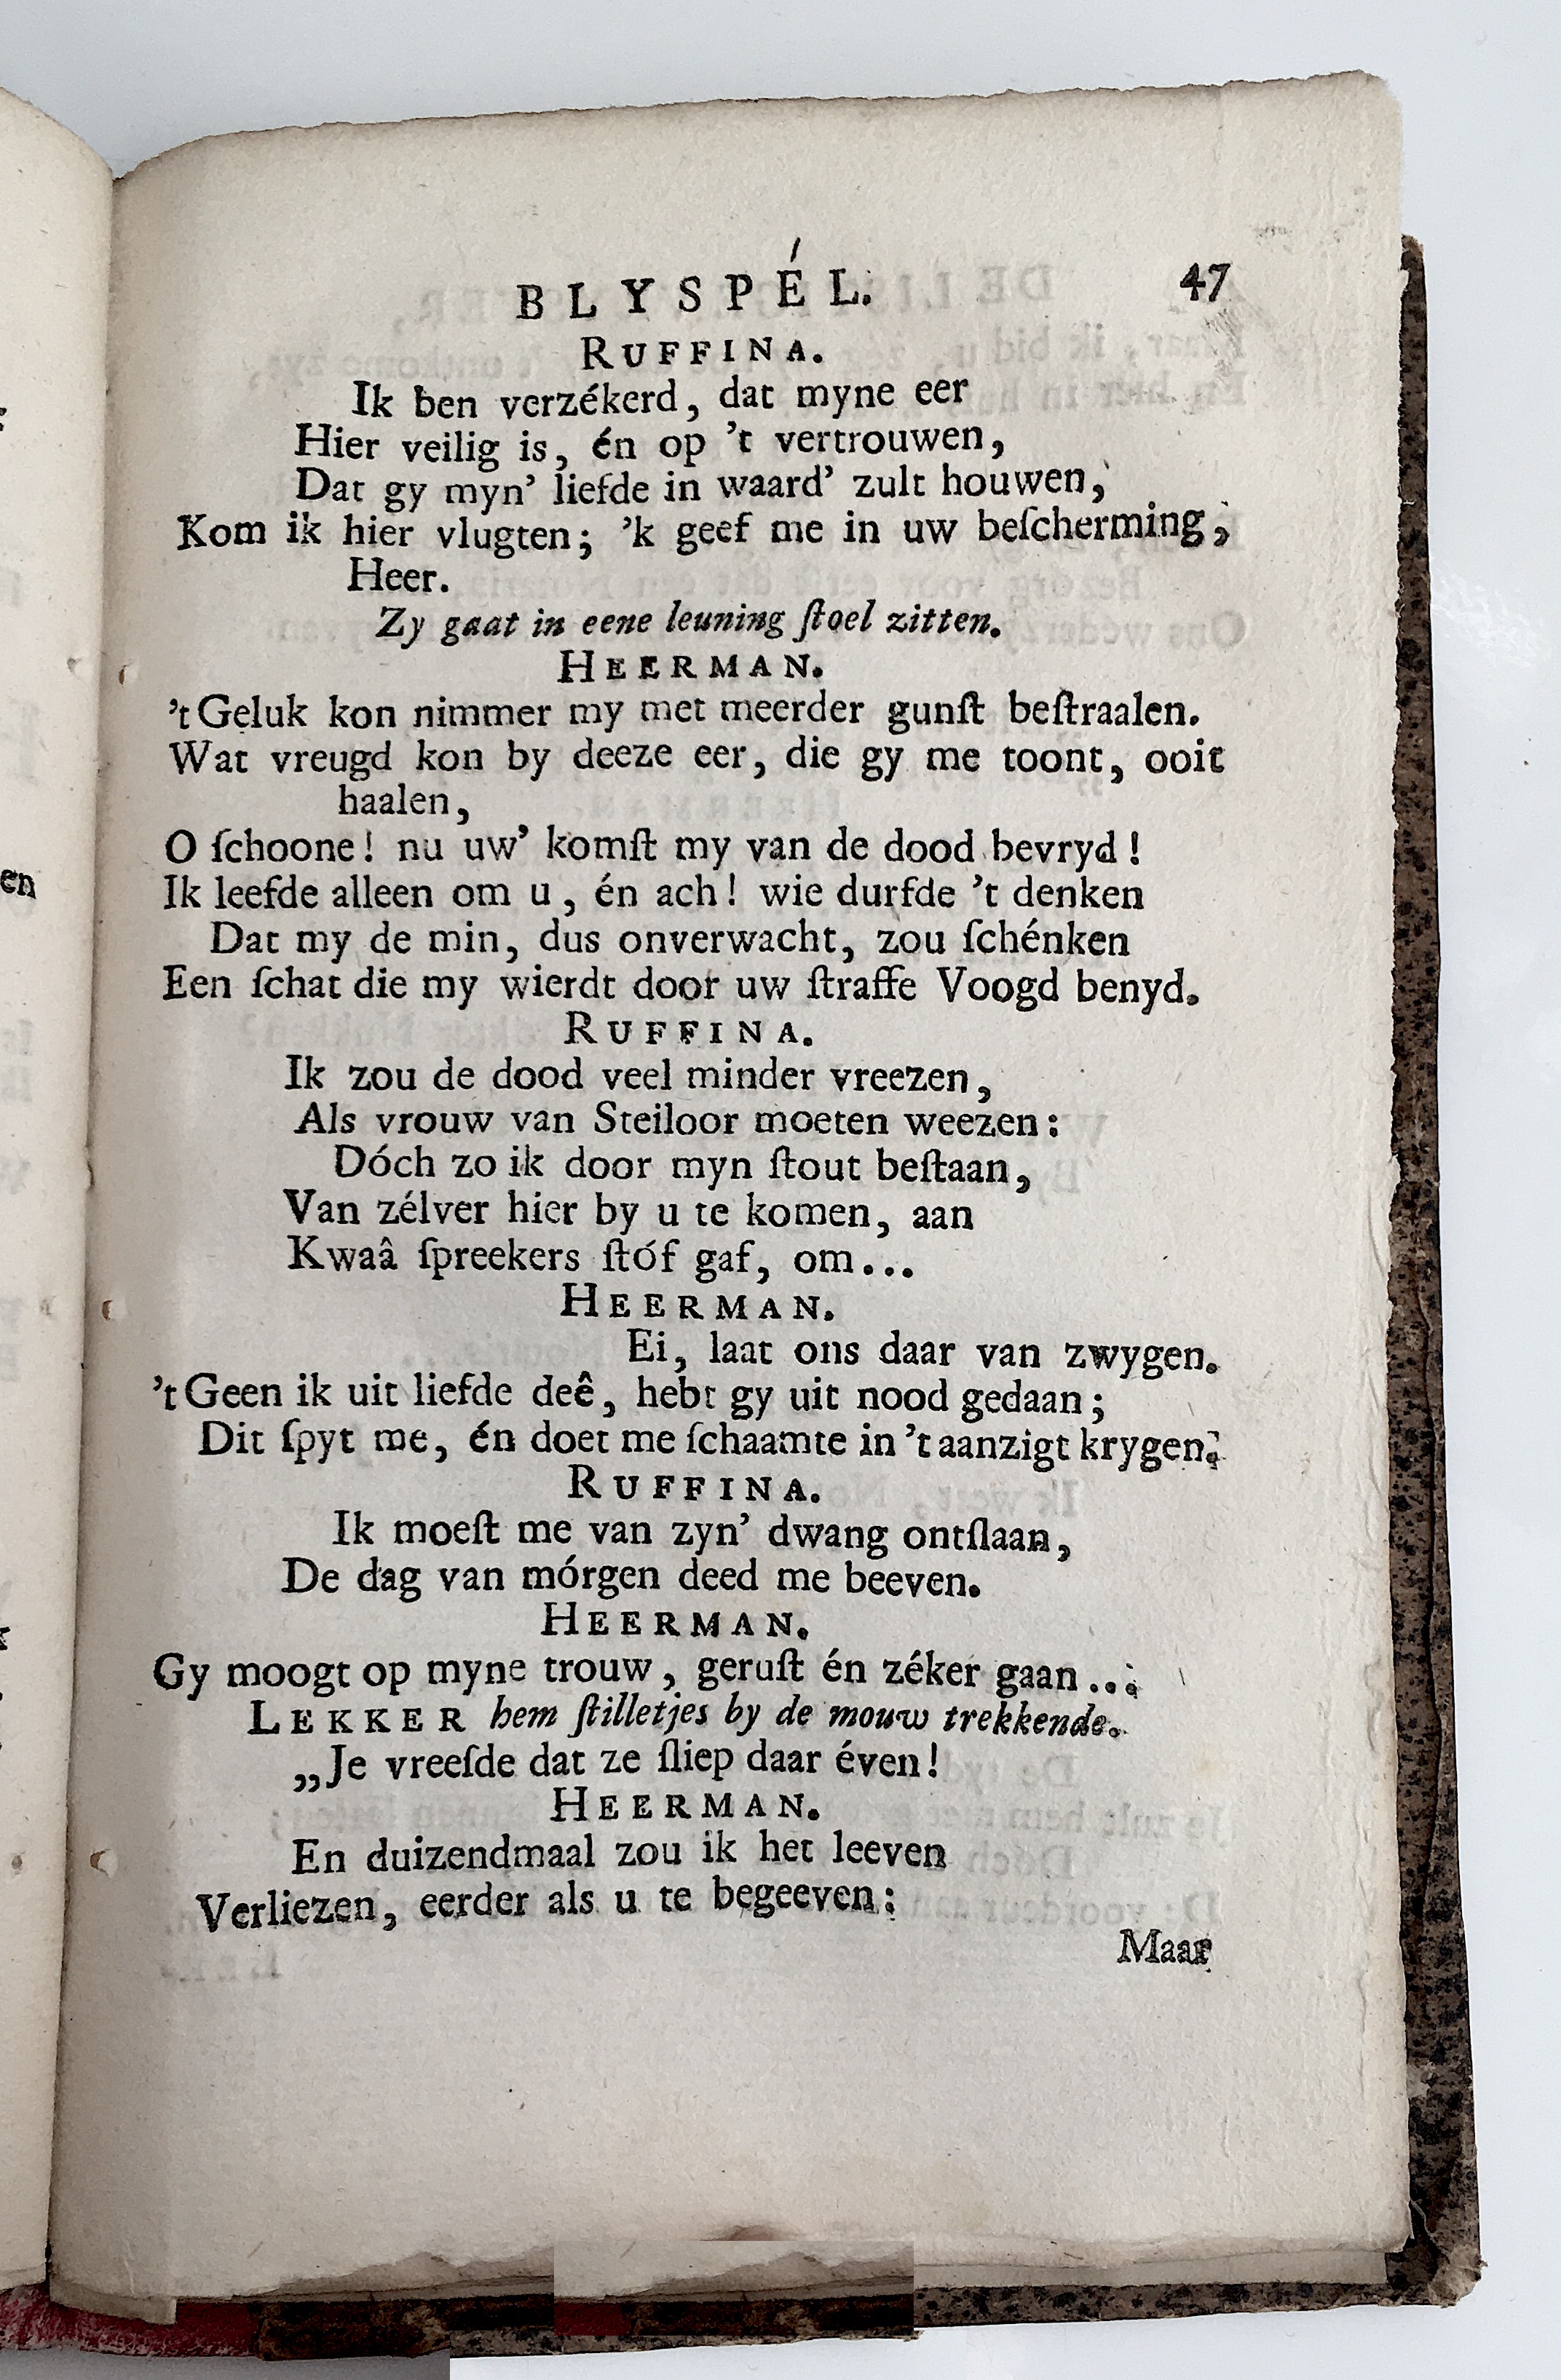 BLYSPÉL. 47
RUFFINA.
Ik ben verzékerd, dat myne eer
Hier veilig is, én op 't vertrouwen,
Dat gy myn' liefde in waard' zult houwen,
Kom ik hier vlugten; 'k geef me in uw beſcherming,
Heer.
Zy gaat in eene leuning ſtoel zitten.
HEERMAN.
't Geluk kon nimmer my met meerder gunſt beſtraalen.
Wat vreugd kon by deeze eer, die gy me toont, ooit
haalen,
O ſchoone! nu uw' komſt my van de dood bevryd!
Ik leefde alleen om u, én ach! wie durfde 't denken
Dat my de min, dus onverwacht, zou ſchénken
Een ſchat die my wierdt door uw ſtraffe Voogd benyd.
RUFFINA.
Ik zou de dood veel minder vreezen,
Als vrouw van Steiloor moeten weezen:
Dóch zo ik door myn ſtout beſtaan,
Van zélver hier by u te komen, aan
Kwaâ ſpreekers ſtóf gaf, om...
HEERMAN.
Ei, laat ons daar van zwygen.
't Geen ik uit liefde deê, hebt gy uit nood gedaan;
Dit ſpyt me, én doet me ſchaamte in 't aanzigt krygen.
RUFFINA.
Ik moeſt me van zyn' dwang ontſlaan,
De dag van mórgen deed me beeven.
HEERMAN.
Gy moogt op myne trouw, geruſt én zéker gaan...
LEKKER hem ſtilletjes by de mouw trekkende.
„Je vreeſde dat ze ſliep daar éven!
HEERMAN.
En duizendmaal zou ik het leeven
Verliezen, eerder als u te begeeven:
Maar